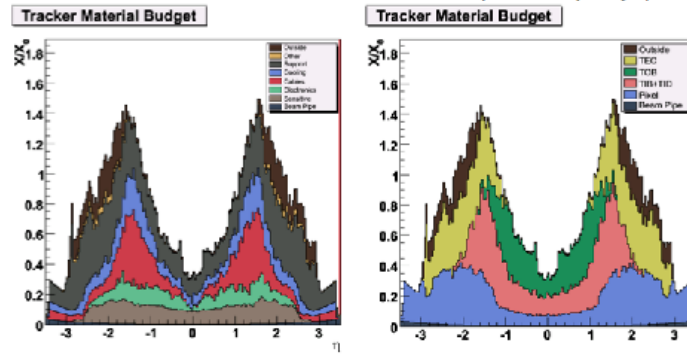 Tracker Material Budget
X/X₀
1.8
1.6
1.4
1.2
1
0.8
0.6
0.4
0.2
0
-3 -2 -1 0 1 2 3
η
Outside
Other
Support
Cooling
Cables
Electronics
Sensitive
Beam Pipe
Tracker Material Budget
X/X₀
1.8
1.6
1.4
1.2
1
0.8
0.6
0.4
0.2
0
-3 -2 -1 0 1 2 3
Outside
TEC
TOB
TIB+TID
Pixel
Beam Pipe